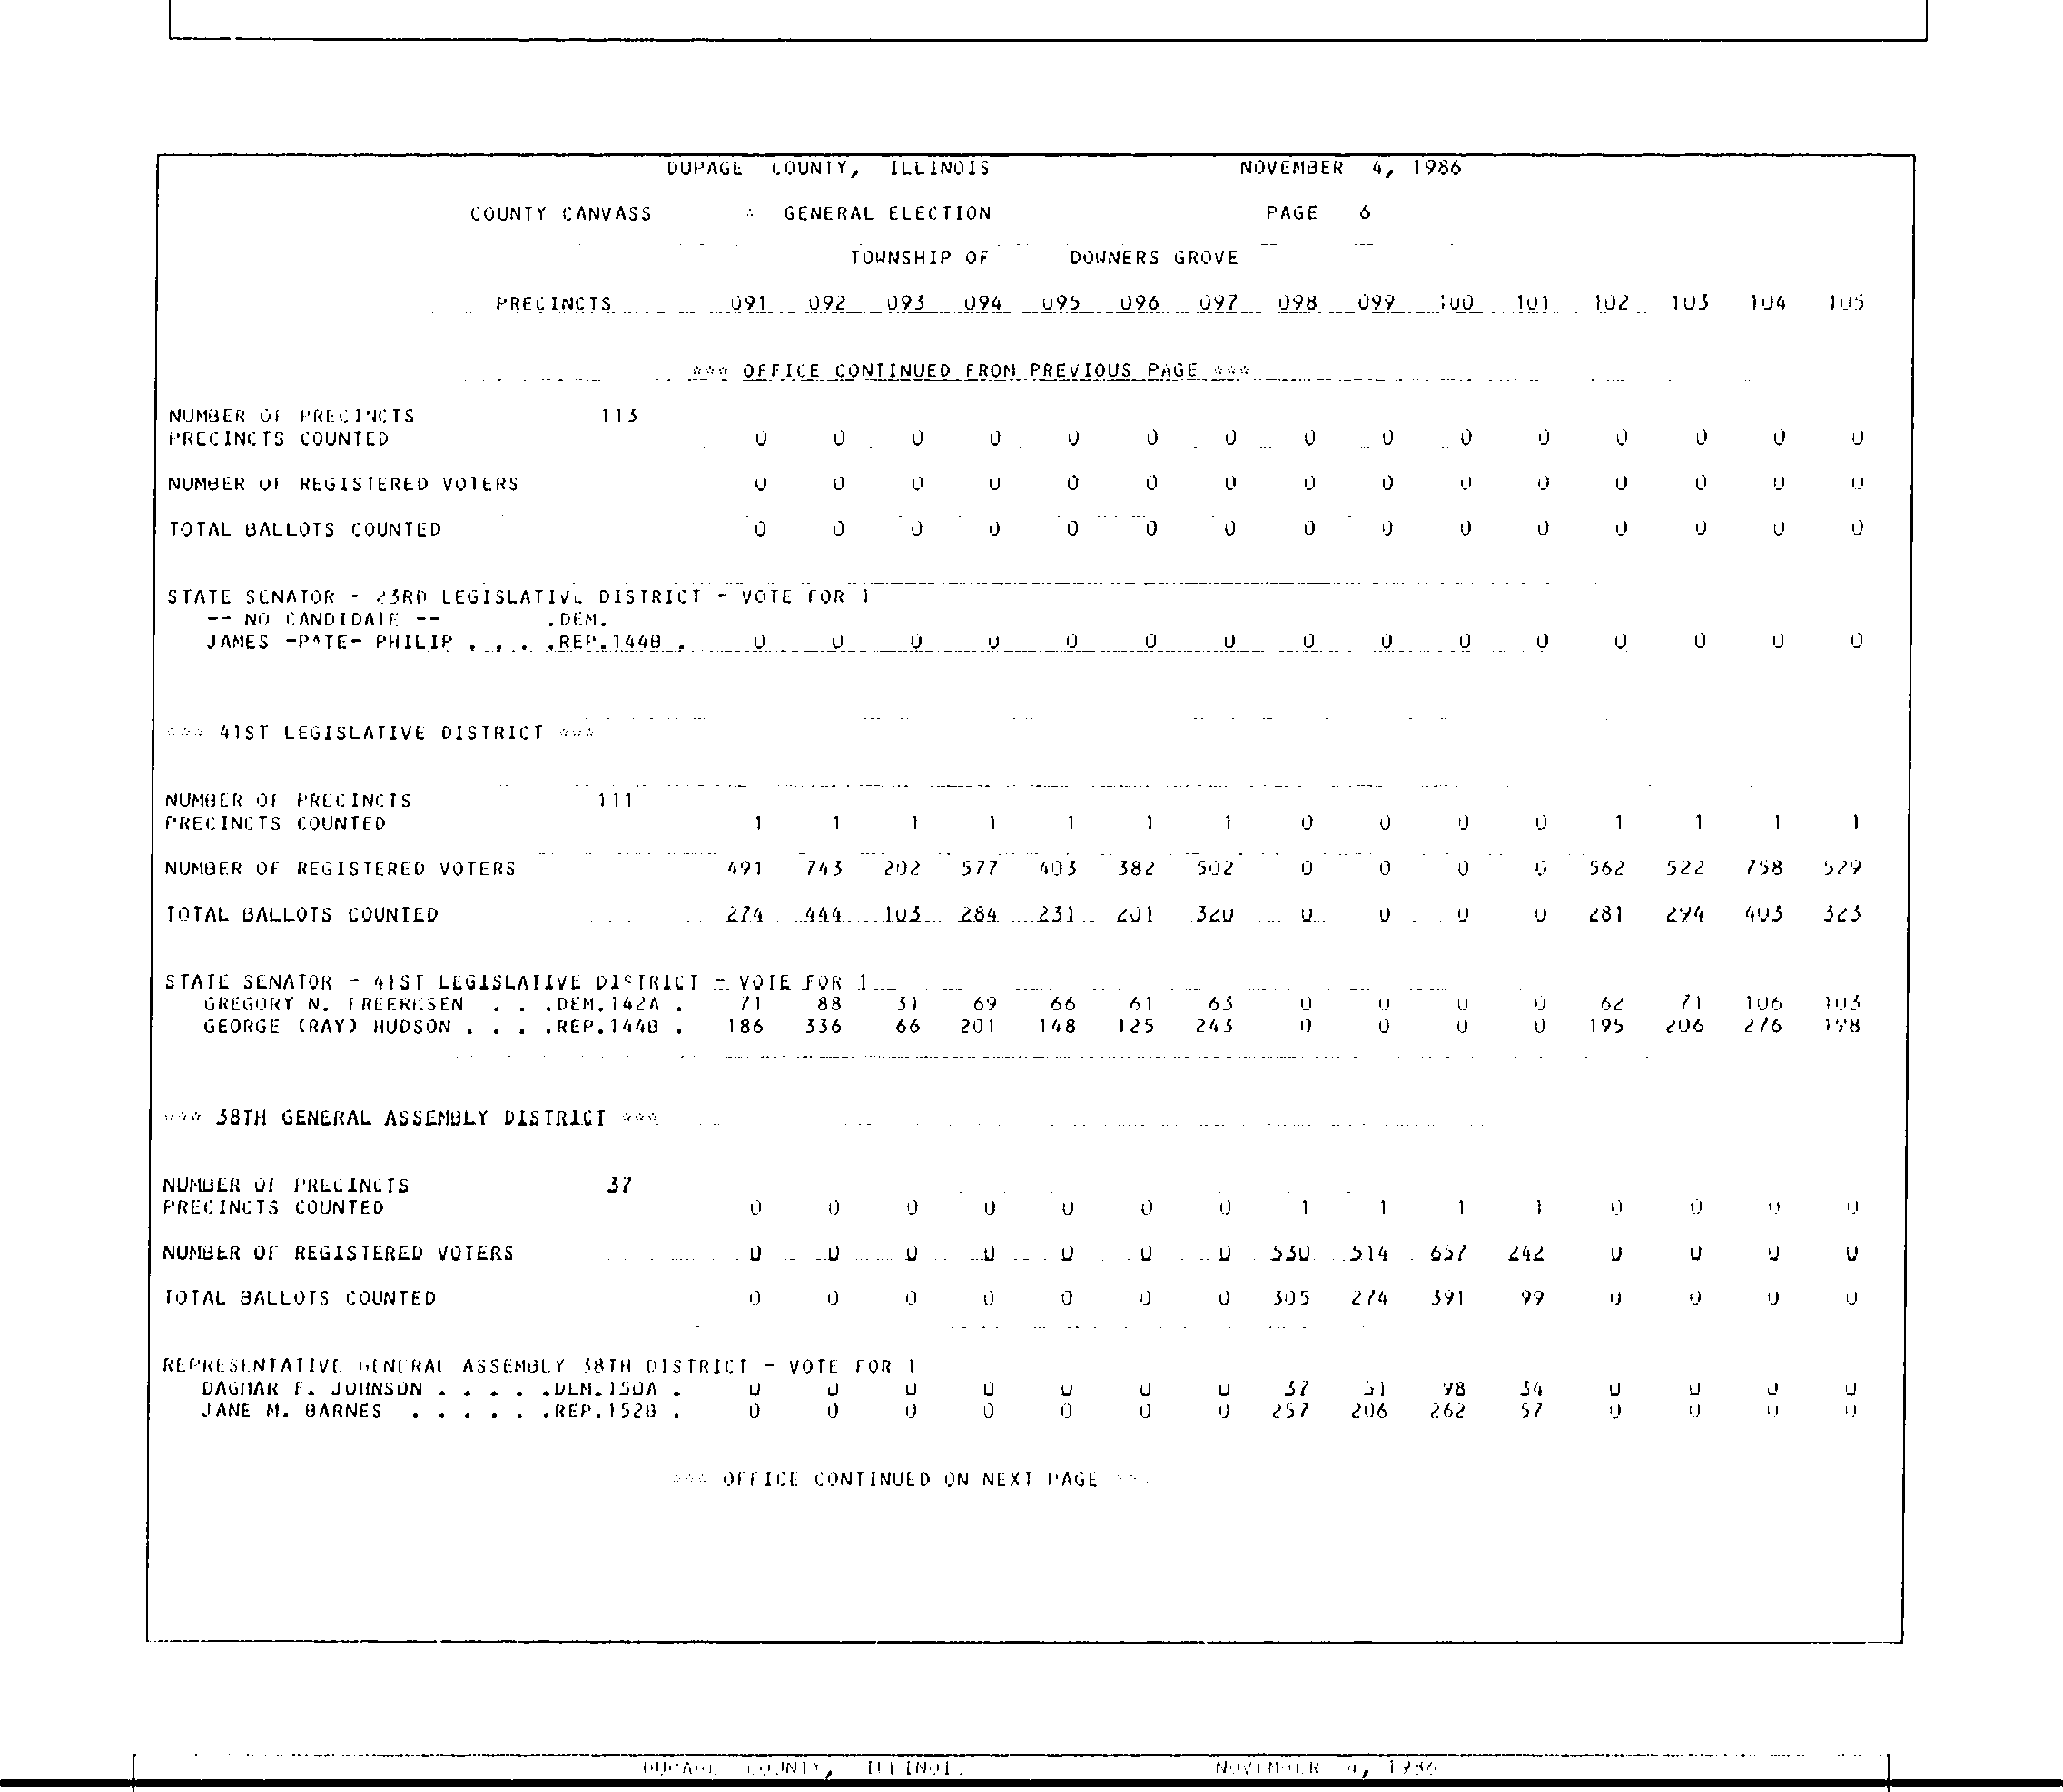 DUPAGE COUNTY, ILLINOIS NOVEMBER 4, 1986
COUNTY CANVASS * GENERAL ELECTION PAGE 6
TOWNSHIP OF DOWNERS GROVE
PRECINCTS 091 092 093 094 095 096 097 098 099 100 101 102 103 104 105
*** OFFICE CONTINUED FROM PREVIOUS PAGE ***
NUMBER OF PRECINCTS 113
PRECINCTS COUNTED 0 0 0 0 0 0 0 0 0 0 0 0 0 0 0
NUMBER OF REGISTERED VOTERS 0 0 0 0 0 0 0 0 0 0 0 0 0 0 0
TOTAL BALLOTS COUNTED 0 0 0 0 0 0 0 0 0 0 0 0 0 0 0
STATE SENATOR - 23RD LEGISLATIVE DISTRICT - VOTE FOR 1
-- NO CANDIDATE -- .DEM.
JAMES -PATE- PHILIP . . . .REP.144B . 0 0 0 0 0 0 0 0 0 0 0 0 0 0 0
*** 41ST LEGISLATIVE DISTRICT ***
NUMBER OF PRECINCTS 111
PRECINCTS COUNTED 1 1 1 1 1 1 1 0 0 0 0 1 1 1 1
NUMBER OF REGISTERED VOTERS 491 743 202 577 403 382 502 0 0 0 0 562 522 758 529
TOTAL BALLOTS COUNTED 274 444 103 284 231 201 320 0 0 0 0 281 294 403 323
STATE SENATOR - 41ST LEGISLATIVE DISTRICT - VOTE FOR 1
GREGORY N. FREERKSEN . . .DEM.142A . 71 88 31 69 66 61 63 0 0 0 0 62 71 106 103
GEORGE (RAY) HUDSON . . . .REP.144B . 186 336 66 201 148 125 243 0 0 0 0 195 206 276 198
*** 38TH GENERAL ASSEMBLY DISTRICT ***
NUMBER OF PRECINCTS 37
PRECINCTS COUNTED 0 0 0 0 0 0 0 1 1 1 1 0 0 0 0
NUMBER OF REGISTERED VOTERS 0 0 0 0 0 0 0 530 514 657 242 0 0 0 0
TOTAL BALLOTS COUNTED 0 0 0 0 0 0 0 305 274 391 99 0 0 0 0
REPRESENTATIVE GENERAL ASSEMBLY 38TH DISTRICT - VOTE FOR 1
DAGMAR F. JOHNSON . . . . .DEM.150A . 0 0 0 0 0 0 0 37 51 98 34 0 0 0 0
JANE M. BARNES . . . . . .REP.152B . 0 0 0 0 0 0 0 257 206 262 57 0 0 0 0
*** OFFICE CONTINUED ON NEXT PAGE ***
DUPAGE COUNTY, ILLINOIS NOVEMBER 4, 1986